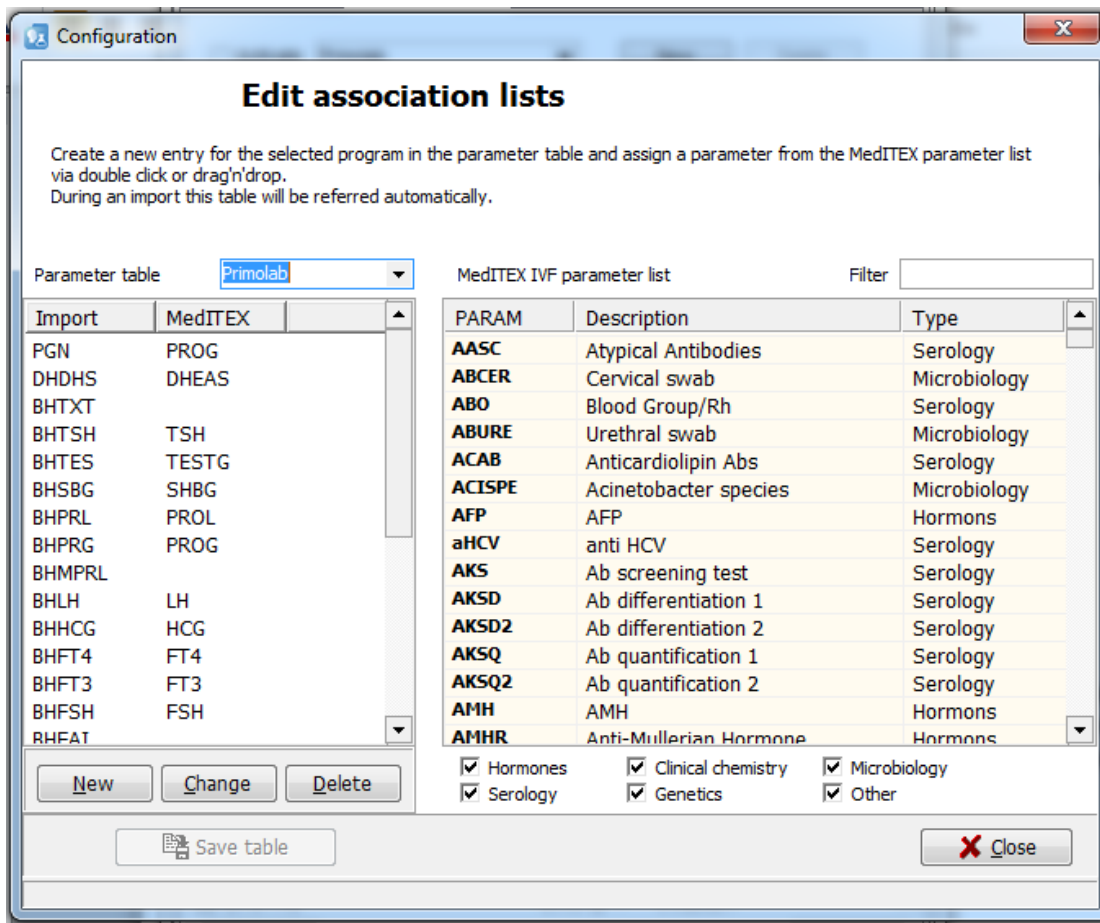 Configuration
Edit association lists
Create a new entry for the selected program in the parameter table and assign a parameter from the MedITEX parameter list
via double click or drag'n'drop.
During an import this table will be referred automatically.
Parameter table Primolab MedITEX IVF parameter list Filter
Import MedITEX PARAM Description Type
PGN PROG AASC Atypical Antibodies Serology
DHDHS DHEAS ABCER Cervical swab Microbiology
BHTXT ABO Blood Group/Rh Serology
BHTSH TSH ABURE Urethral swab Microbiology
BHTES TESTG ACAB Anticardiolipin Abs Serology
BHSBG SHBG ACISPE Acinetobacter species Microbiology
BHPRL PROL AFP AFP Hormons
BHPRG PROG aHCV anti HCV Serology
BHMPRL AKS Ab screening test Serology
BHLH LH AKSD Ab differentiation 1 Serology
BHHCG HCG AKSD2 Ab differentiation 2 Serology
BHFT4 FT4 AKSQ Ab quantification 1 Serology
BHFT3 FT3 AKSQ2 Ab quantification 2 Serology
BHFSH FSH AMH AMH Hormons
AMHR Anti-Mullerian Hormone Hormons
Hormones Clinical chemistry Microbiology
Serology Genetics Other
New Change Delete
Save table Close